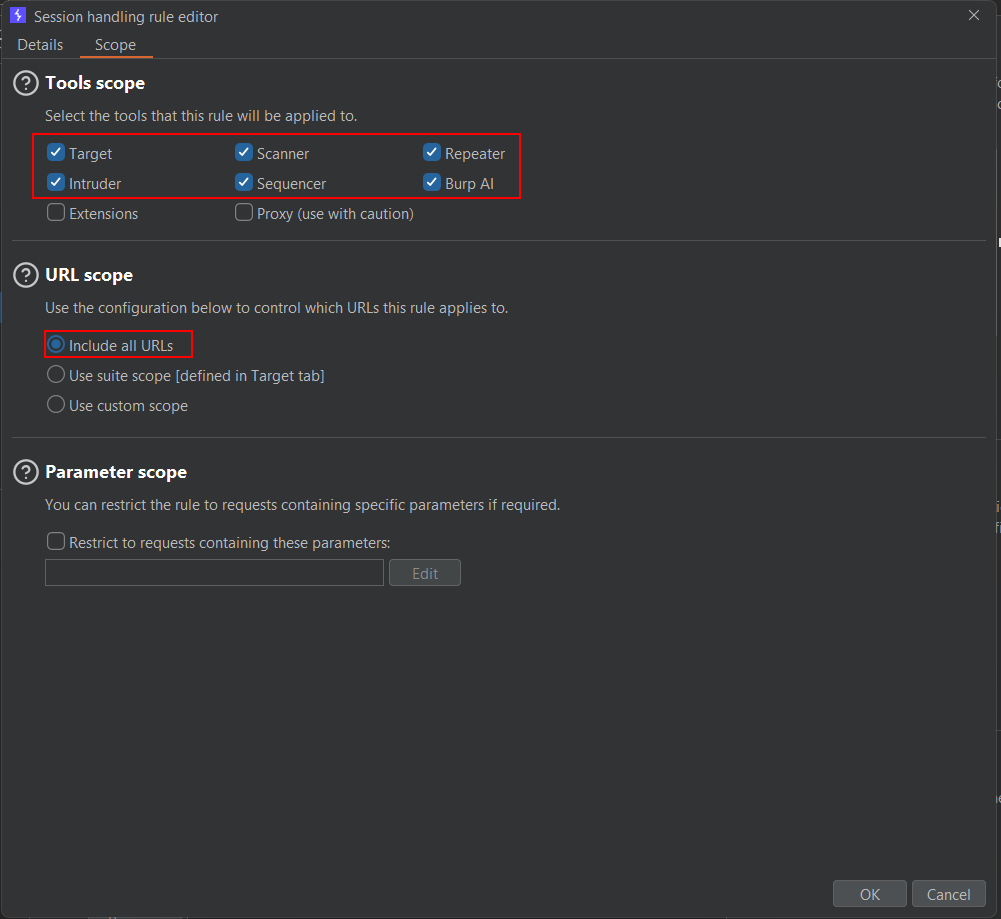 Session handling rule editor
Details Scope
Tools scope
Select the tools that this rule will be applied to.
Target Scanner Repeater
Intruder Sequencer Burp AI
Extensions Proxy (use with caution)
URL scope
Use the configuration below to control which URLs this rule applies to.
Include all URLs
Use suite scope [defined in Target tab]
Use custom scope
Parameter scope
You can restrict the rule to requests containing specific parameters if required.
Restrict to requests containing these parameters:
Edit
OK Cancel